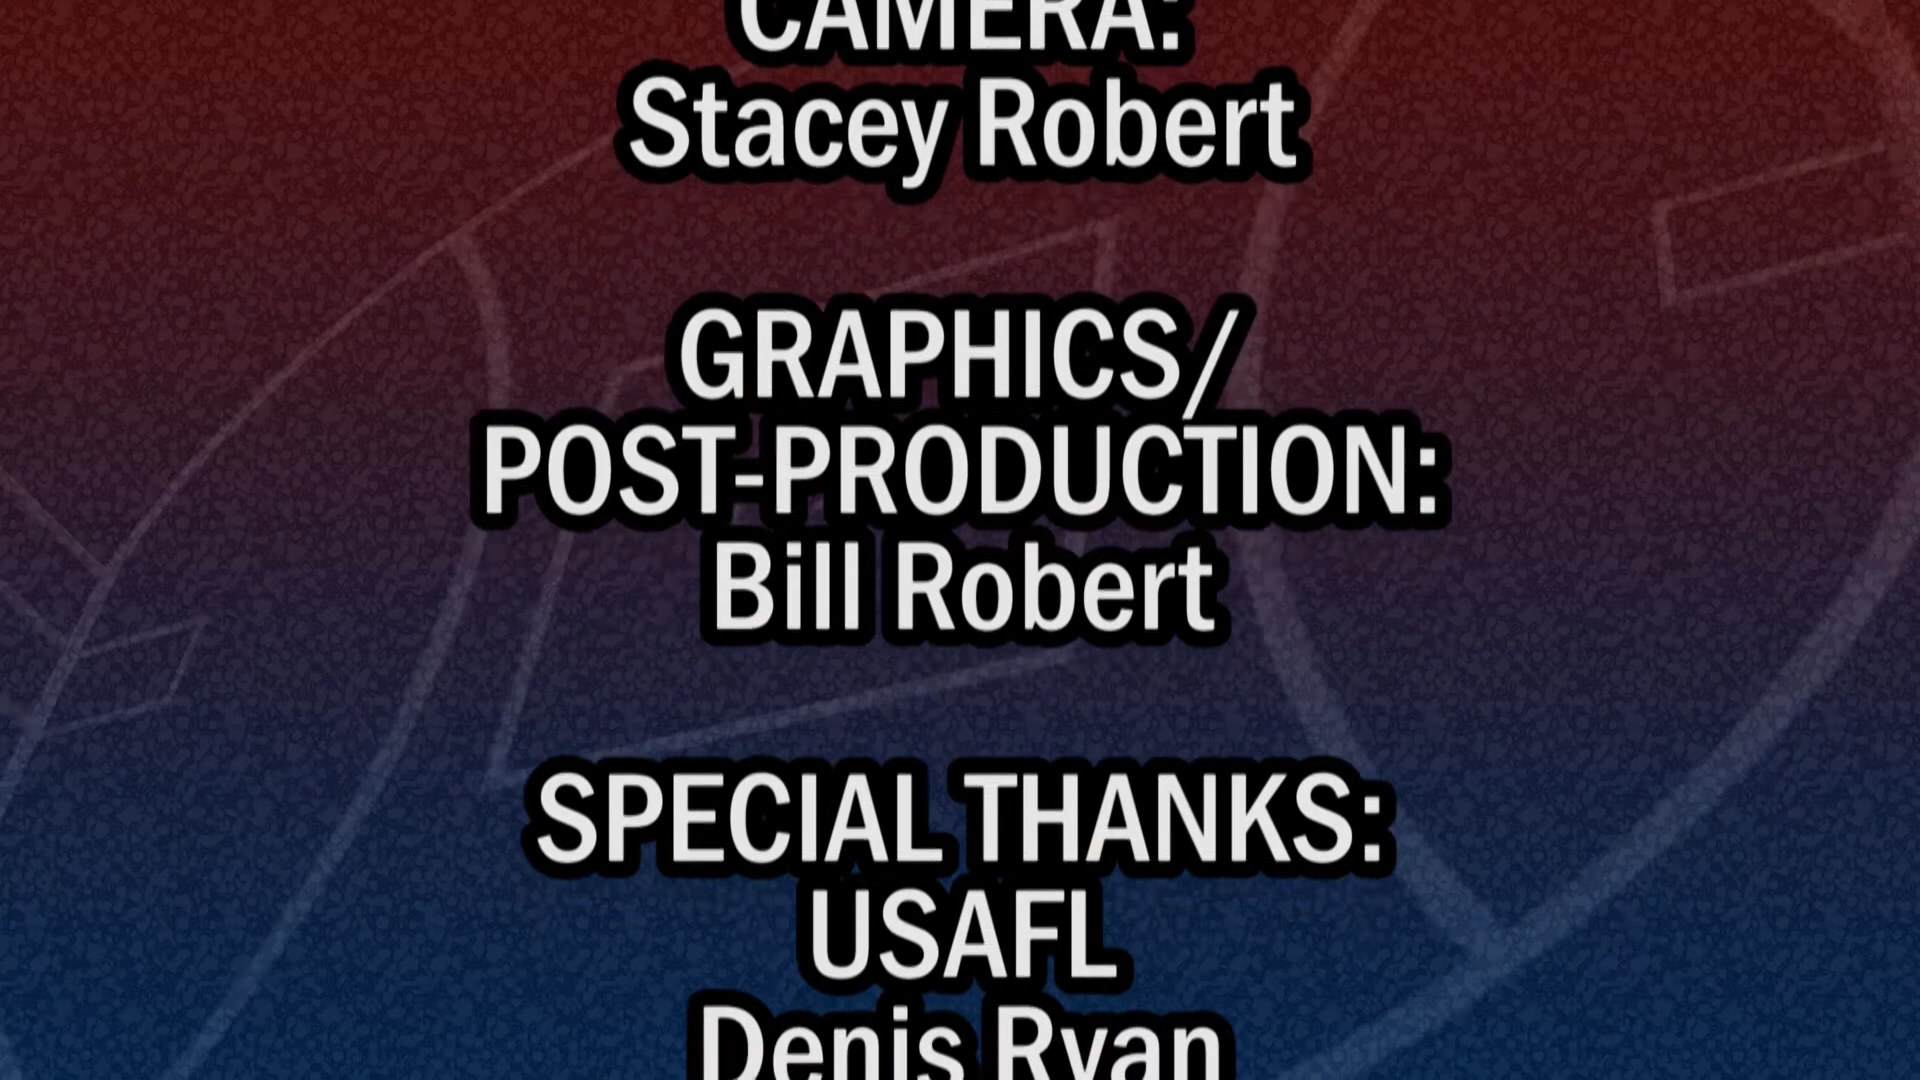 CAMERA:
Stacey Robert
GRAPHICS/
POST-PRODUCTION:
Bill Robert
SPECIAL THANKS:
USAFL
Denis Ryan